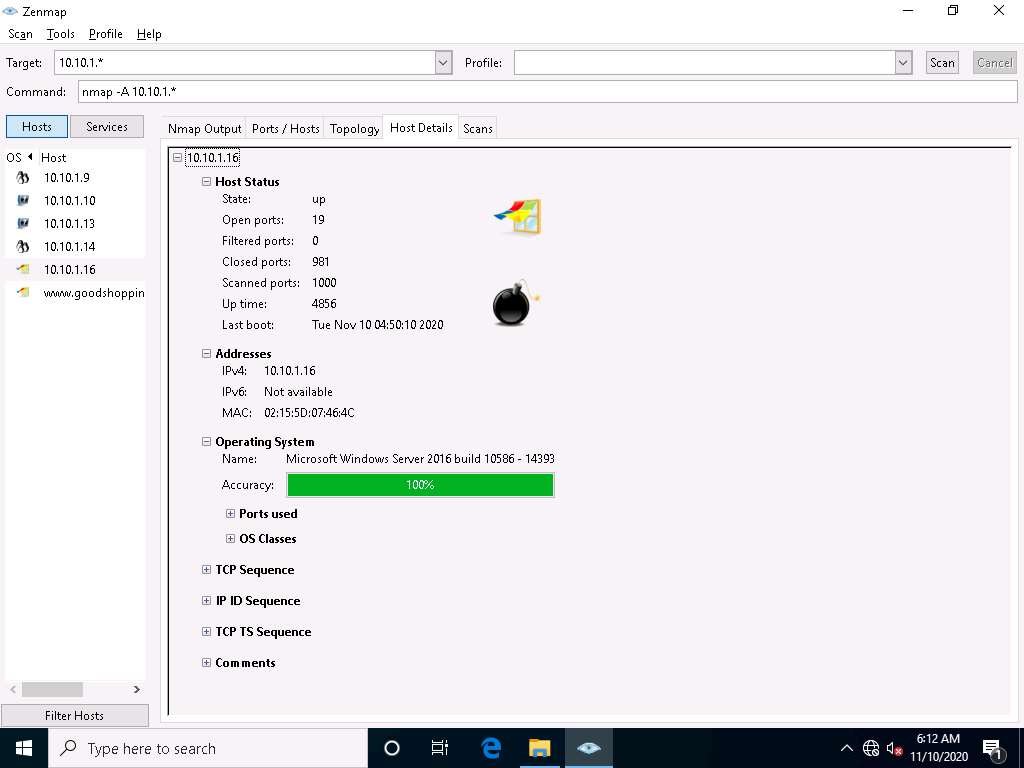 Zenmap
Scan Tools Profile Help
Target: 10.10.1.* Profile: Scan Cancel
Command: nmap -A 10.10.1.*
Hosts Services
Nmap Output Ports / Hosts Topology Host Details Scans
OS Host
10.10.1.9
10.10.1.10
10.10.1.13
10.10.1.14
10.10.1.16
www.goodshoppin
Filter Hosts
10.10.1.16
Host Status
State: up
Open ports: 19
Filtered ports: 0
Closed ports: 981
Scanned ports: 1000
Up time: 4856
Last boot: Tue Nov 10 04:50:10 2020
Addresses
IPv4: 10.10.1.16
IPv6: Not available
MAC: 02:15:5D:07:46:4C
Operating System
Name: Microsoft Windows Server 2016 build 10586 - 14393
Accuracy: 100%
Ports used
OS Classes
TCP Sequence
IP ID Sequence
TCP TS Sequence
Comments
Type here to search
6:12 AM
11/10/2020
1